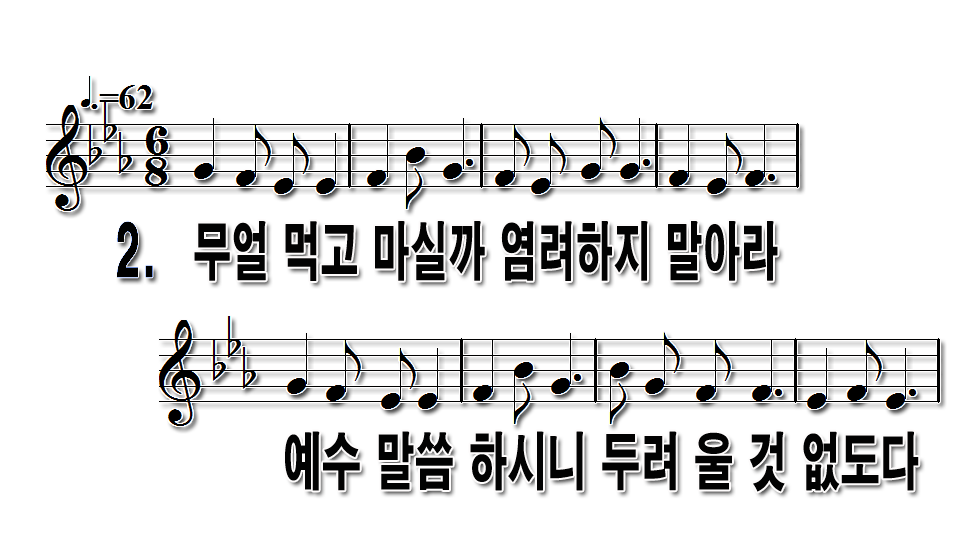 ♩.=62
6
8
2. 무얼 먹고 마실까 염려하지 말아라
예수 말씀 하시니 두려 울 것 없도다